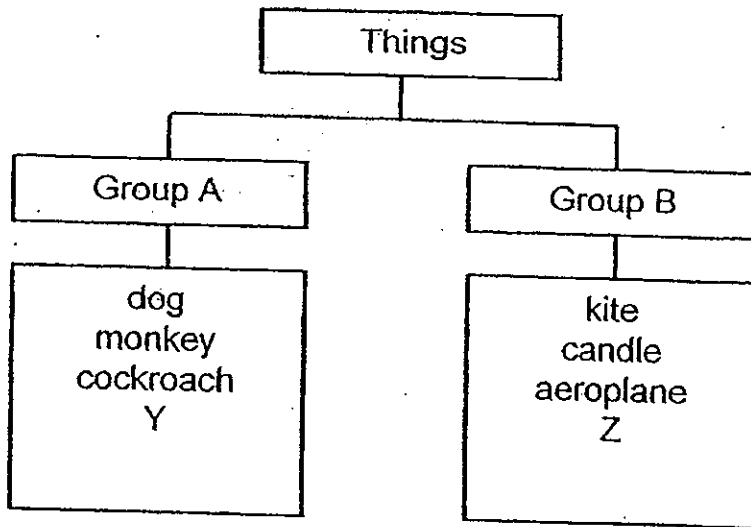 Things
Group A
Group B
dog
monkey
cockroach
Y
kite
candle
aeroplane
Z